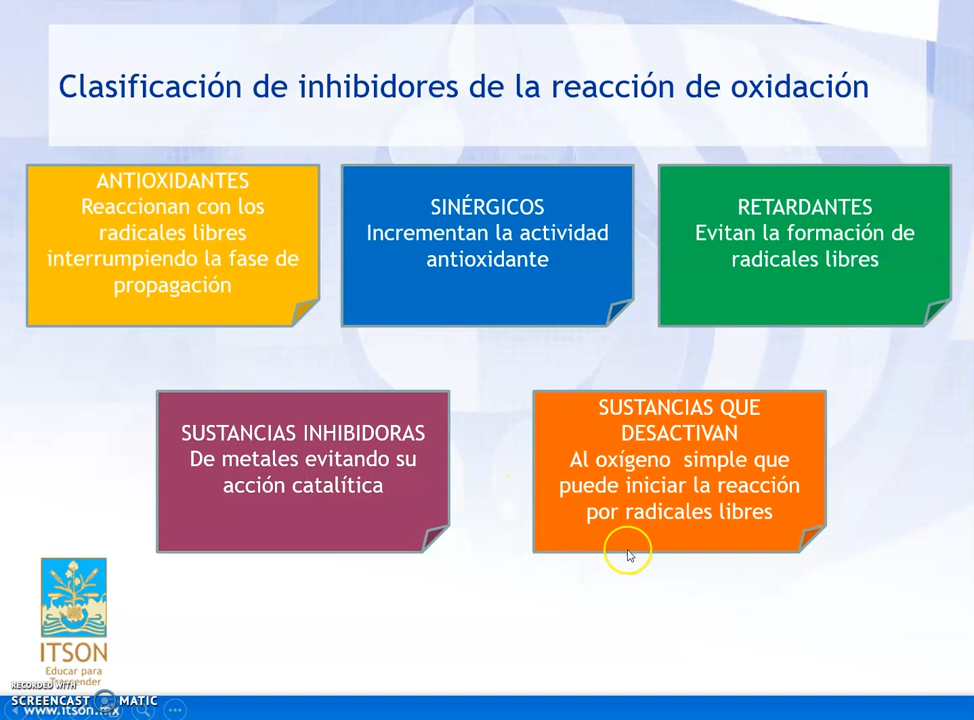 Clasificación de inhibidores de la reacción de oxidación
ANTIOXIDANTES
Reaccionan con los
radicales libres
interrumpiendo la fase de
propagación
SINÉRGICOS
Incrementan la actividad
antioxidante
RETARDANTES
Evitan la formación de
radicales libres
SUSTANCIAS INHIBIDORAS
De metales evitando su
acción catalítica
SUSTANCIAS QUE
DESACTIVAN
Al oxígeno simple que
puede iniciar la reacción
por radicales libres
ITSON
Educar para
Trascender
RECORDED WITH
SCREENCAST MATIC
www.itson.mx